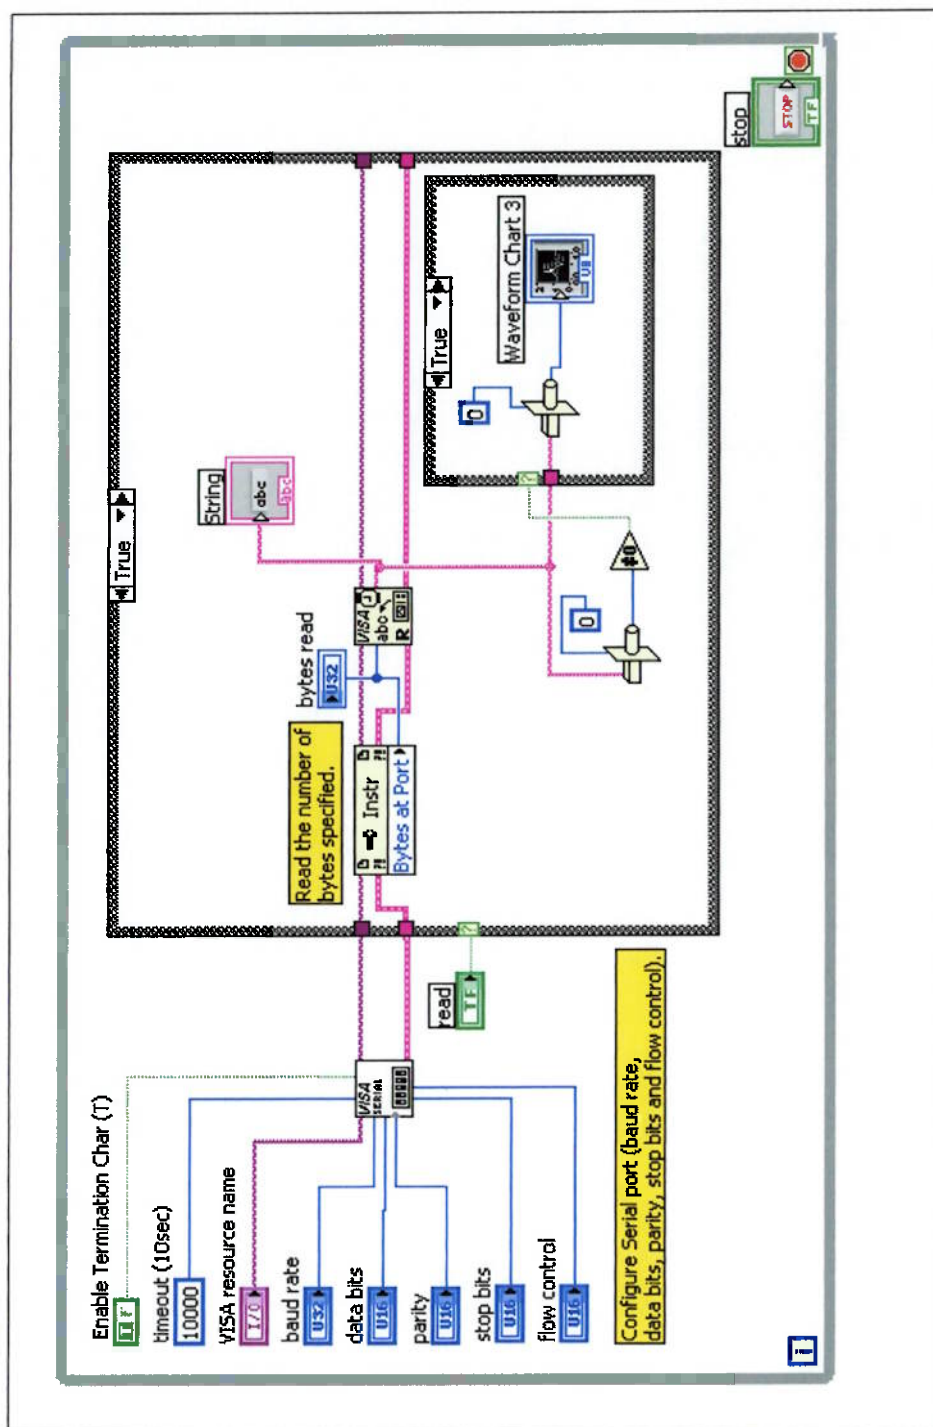 Enable Termination Char (T)
T F
timeout (10sec)
10000
VISA resource name
I/O
baud rate
U32
data bits
U16
parity
U16
stop bits
U16
flow control
U16
Configure Serial port (baud rate,
data bits, parity, stop bits and flow control).
i
VISA
SERIAL
read
TF
?
True
Read the number of
bytes specified.
Instr
Bytes at Port
bytes read
U32
VISA
abc
R
String
abc
abc
0
≠0
?
True
0
Waveform Chart 3
stop
STOP
TF